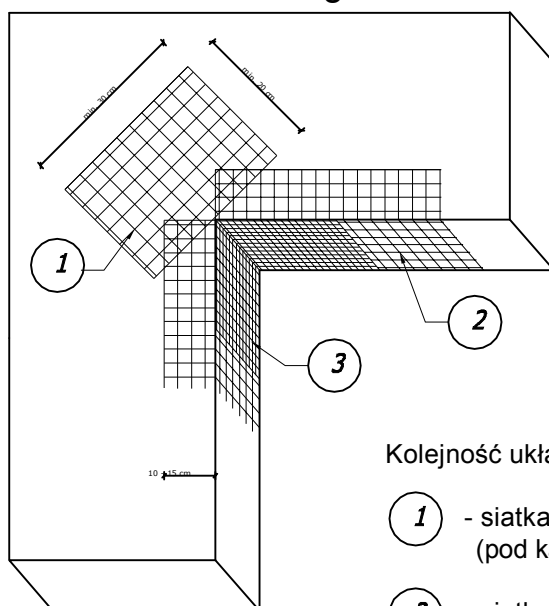 min. 30 cm
min. 20 cm
1
2
3
10 ÷ 15 cm
Kolejność ukła
1 - siatka
(pod k